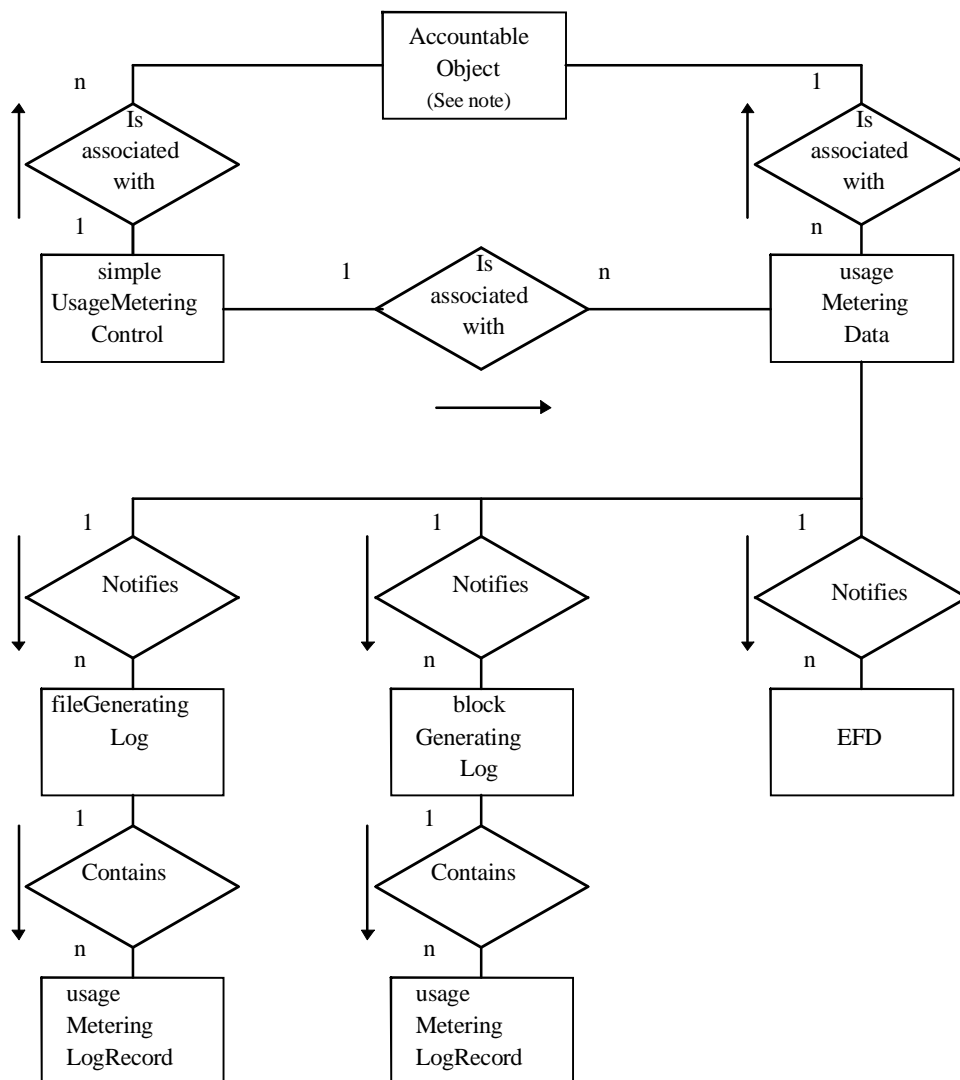 Accountable
Object
(See note)
n
1
Is
associated
with
Is
associated
with
1
n
simple
UsageMetering
Control
1
Is
associated
with
n
usage
Metering
Data
1
1
1
Notifies
Notifies
Notifies
n
n
n
fileGenerating
Log
block
Generating
Log
EFD
1
1
Contains
Contains
n
n
usage
Metering
LogRecord
usage
Metering
LogRecord